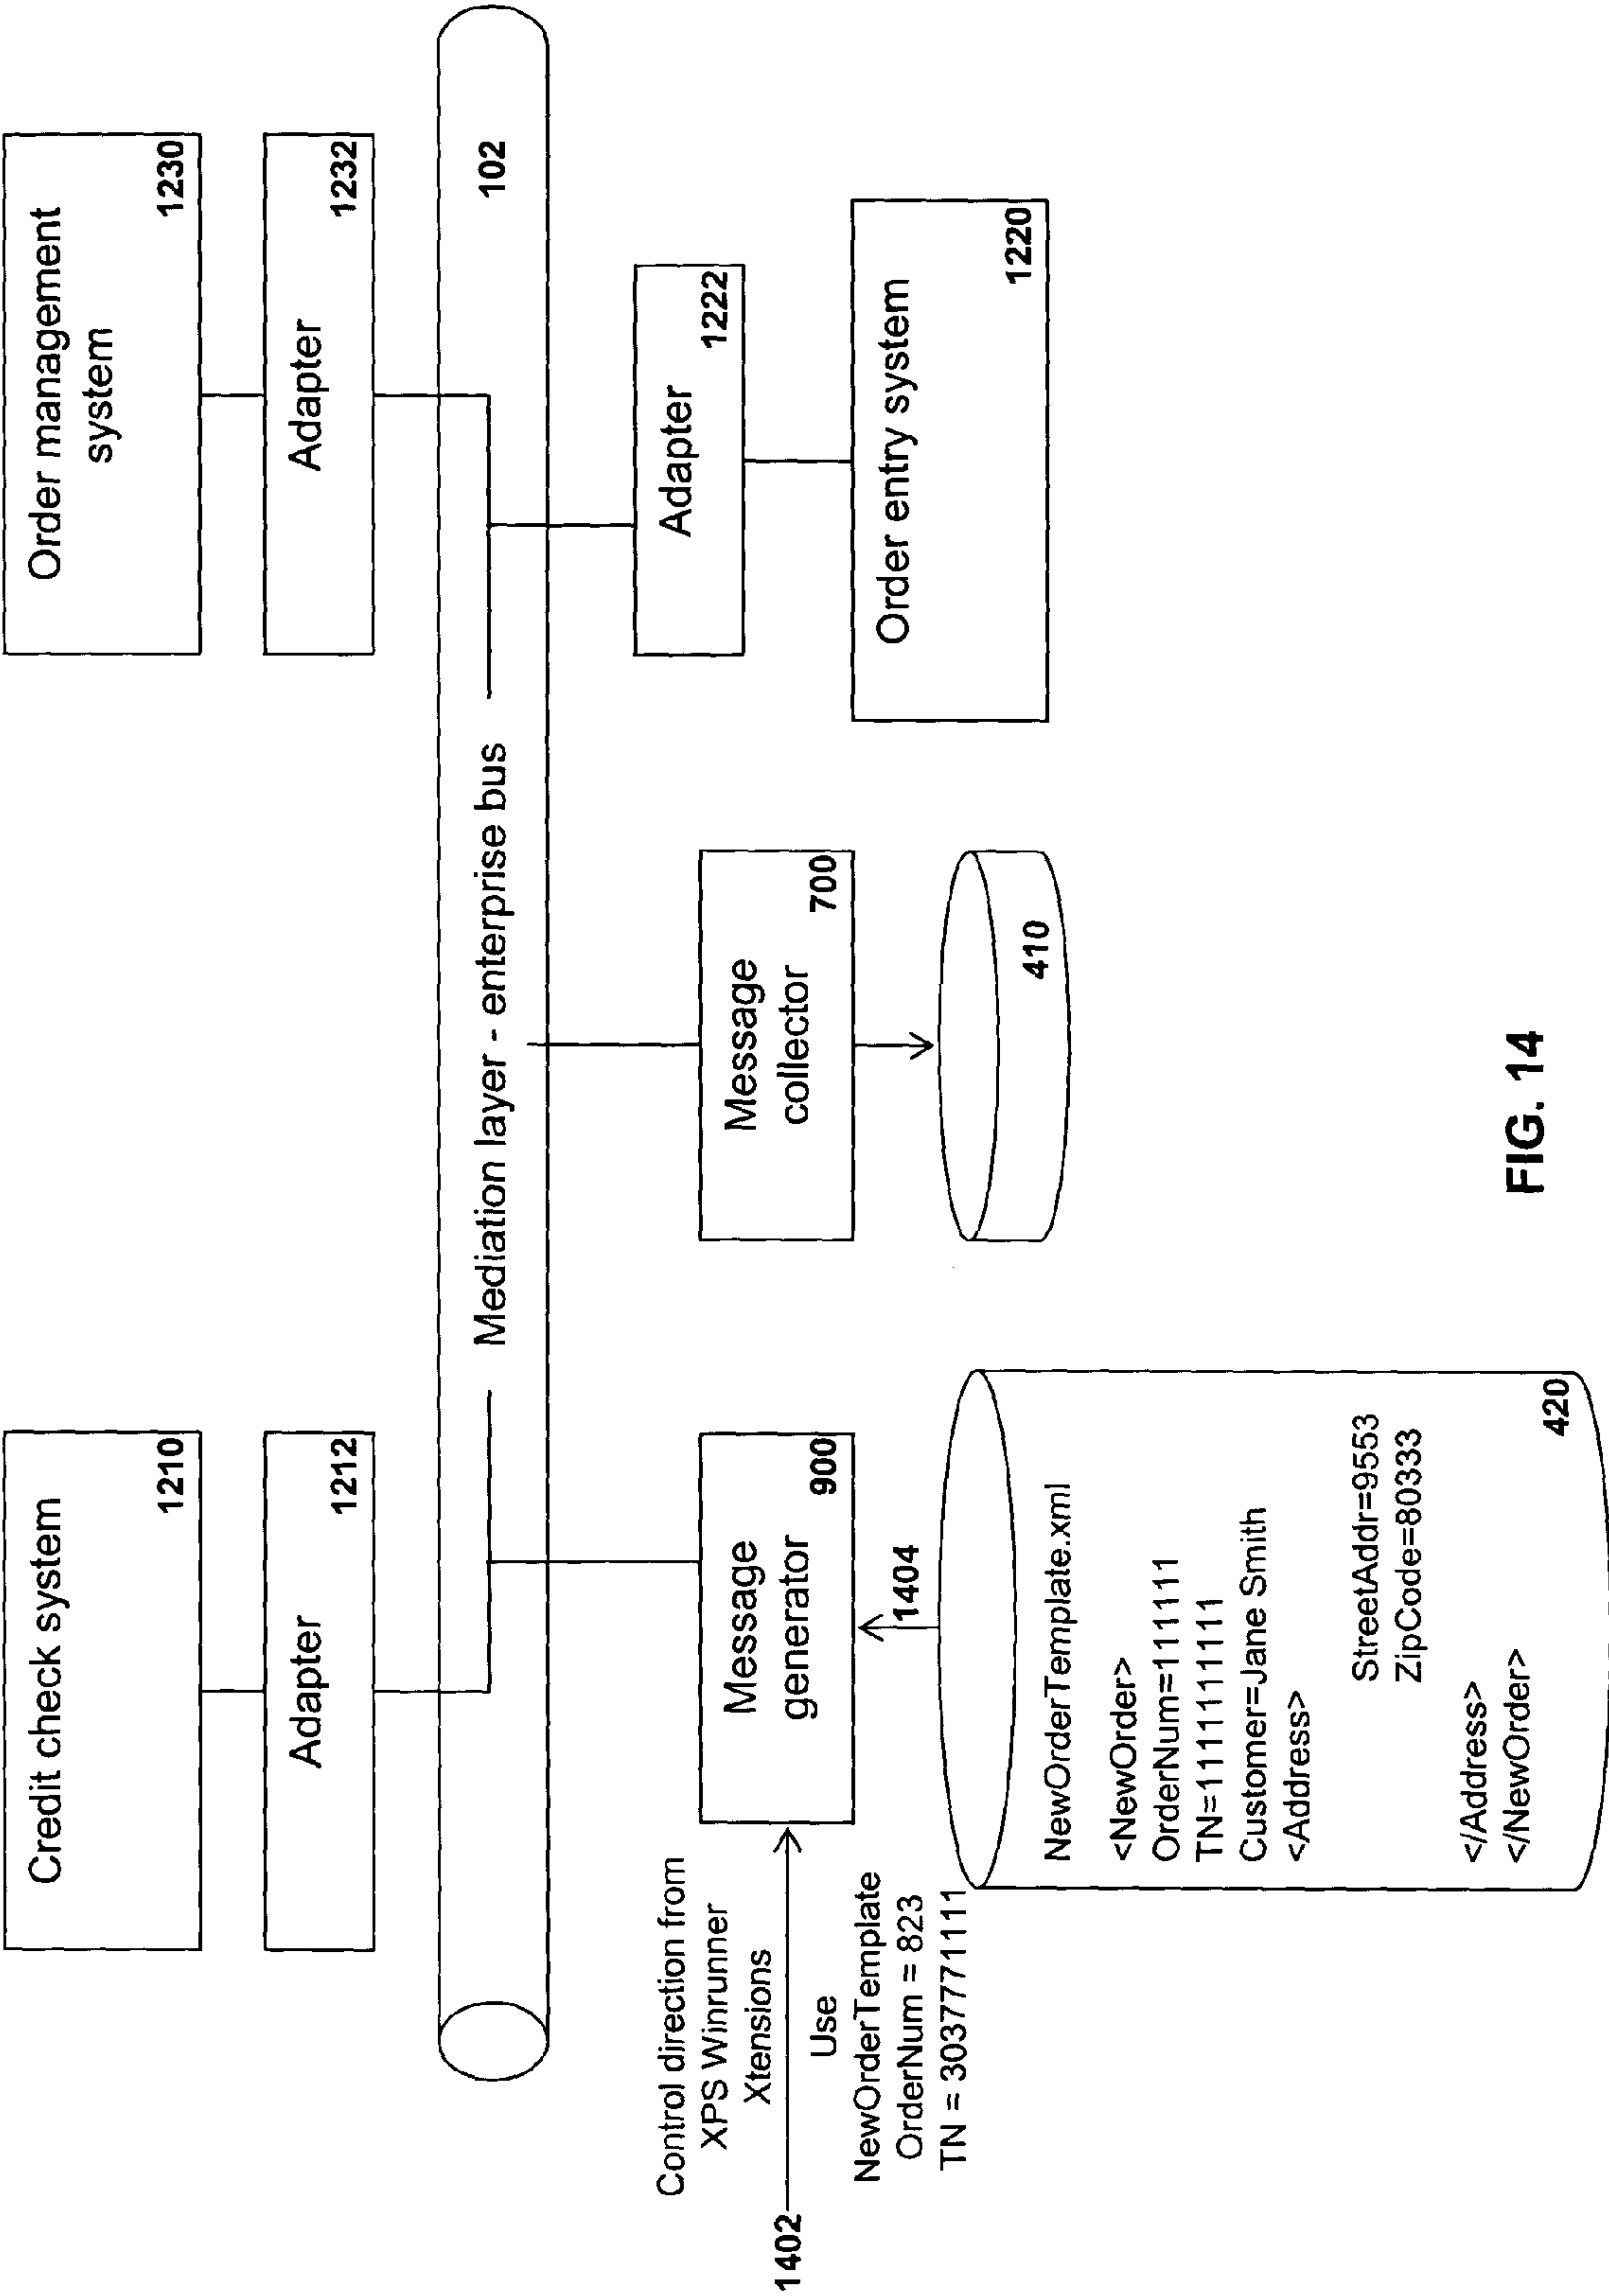 Credit check system
1210
Order management
system
1230
Adapter
1212
Adapter
1232
Mediation layer - enterprise bus
102
Control direction from
XPS Winrunner
Xtensions
1402
Use
NewOrderTemplate
OrderNum = 823
TN = 3037771111
Message
generator
900
Message
collector
700
Adapter
1222
Order entry system
1220
1404
410
NewOrderTemplate.xml
<NewOrder>
OrderNum=111111
TN=1111111111
Customer=Jane Smith
<Address>
StreetAddr=9553
ZipCode=80333
</Address>
</NewOrder>
420
FIG. 14